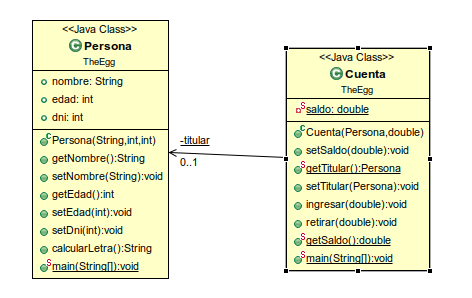 <<Java Class>>
Persona
TheEgg
nombre: String
edad: int
dni: int
Persona(String,int,int)
getNombre():String
setNombre(String):void
getEdad():int
setEdad(int):void
setDni(int):void
calcularLetra():String
main(String[]):void
-titular
0..1
<<Java Class>>
Cuenta
TheEgg
saldo: double
Cuenta(Persona,double)
setSaldo(double):void
getTitular():Persona
setTitular(Persona):void
ingresar(double):void
retirar(double):void
getSaldo():double
main(String[]):void